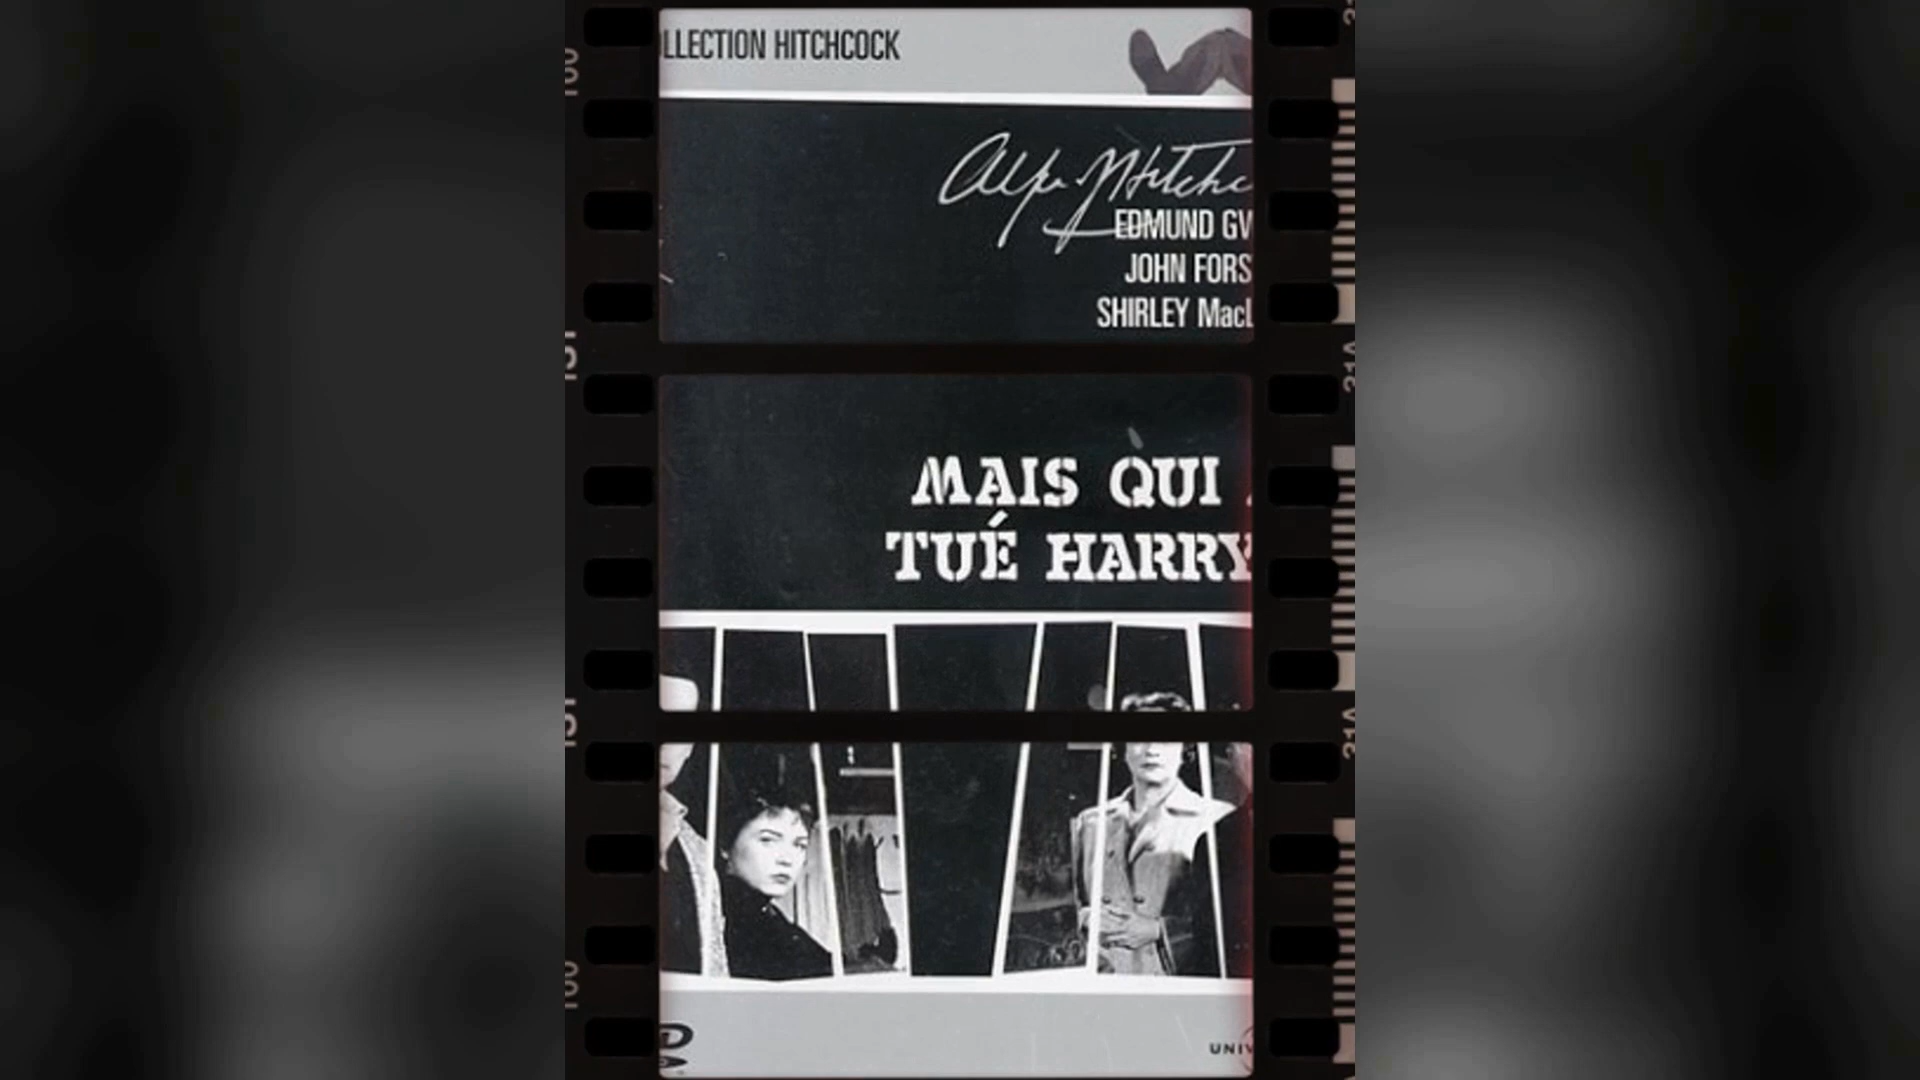 LLECTION HITCHCOCK
EDMUND GW
JOHN FORS
SHIRLEY MacL
MAIS QUI
TUÉ HARRY
UNIV